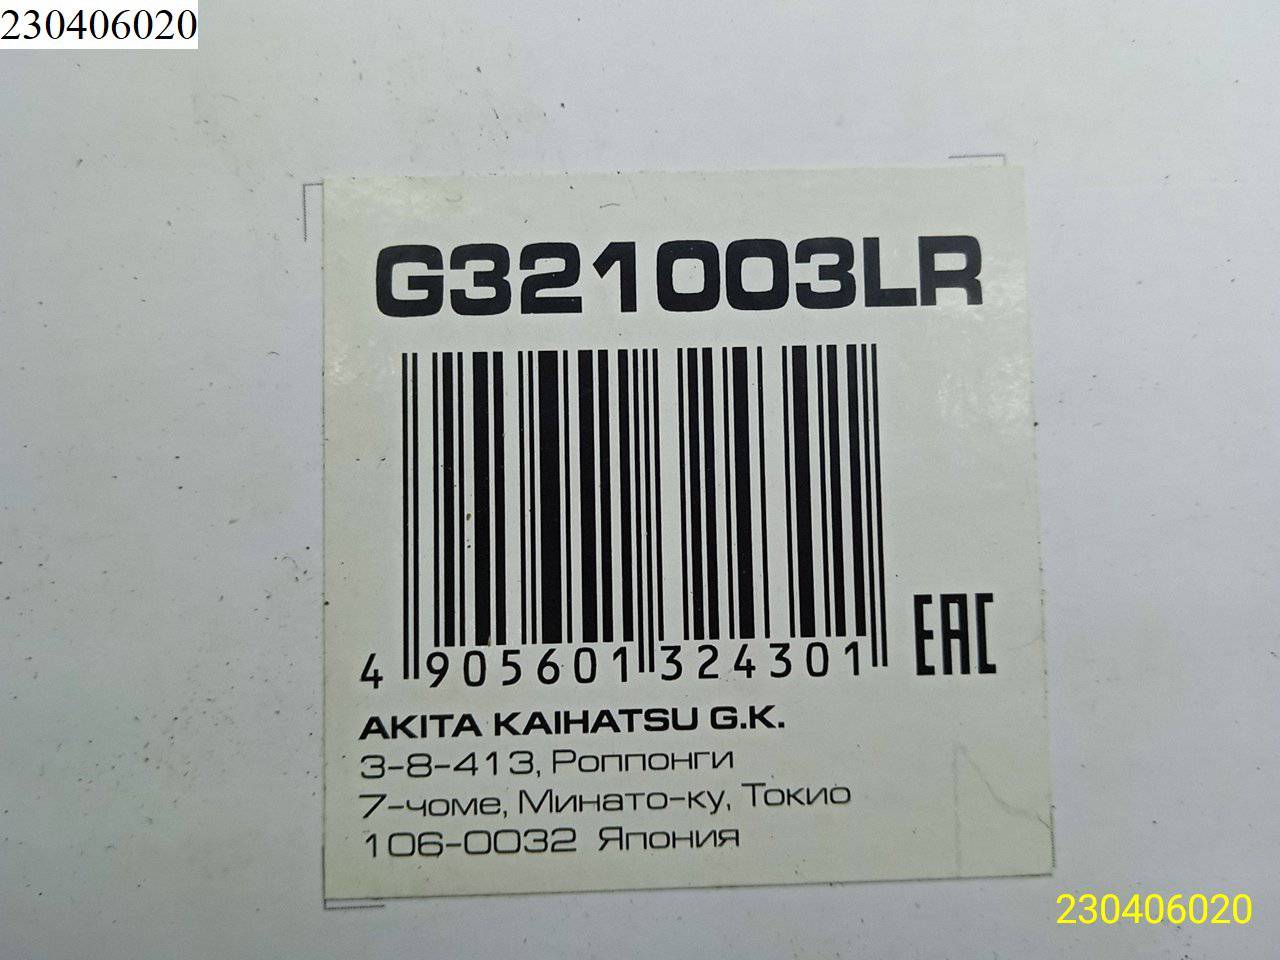 230406020
G321003LR
4 905601 324301
EAC
AKITA KAIHATSU G.K.
3-8-413, Роппонги
7-чоме, Минато-ку, Токио
106-0032 Япония
230406020